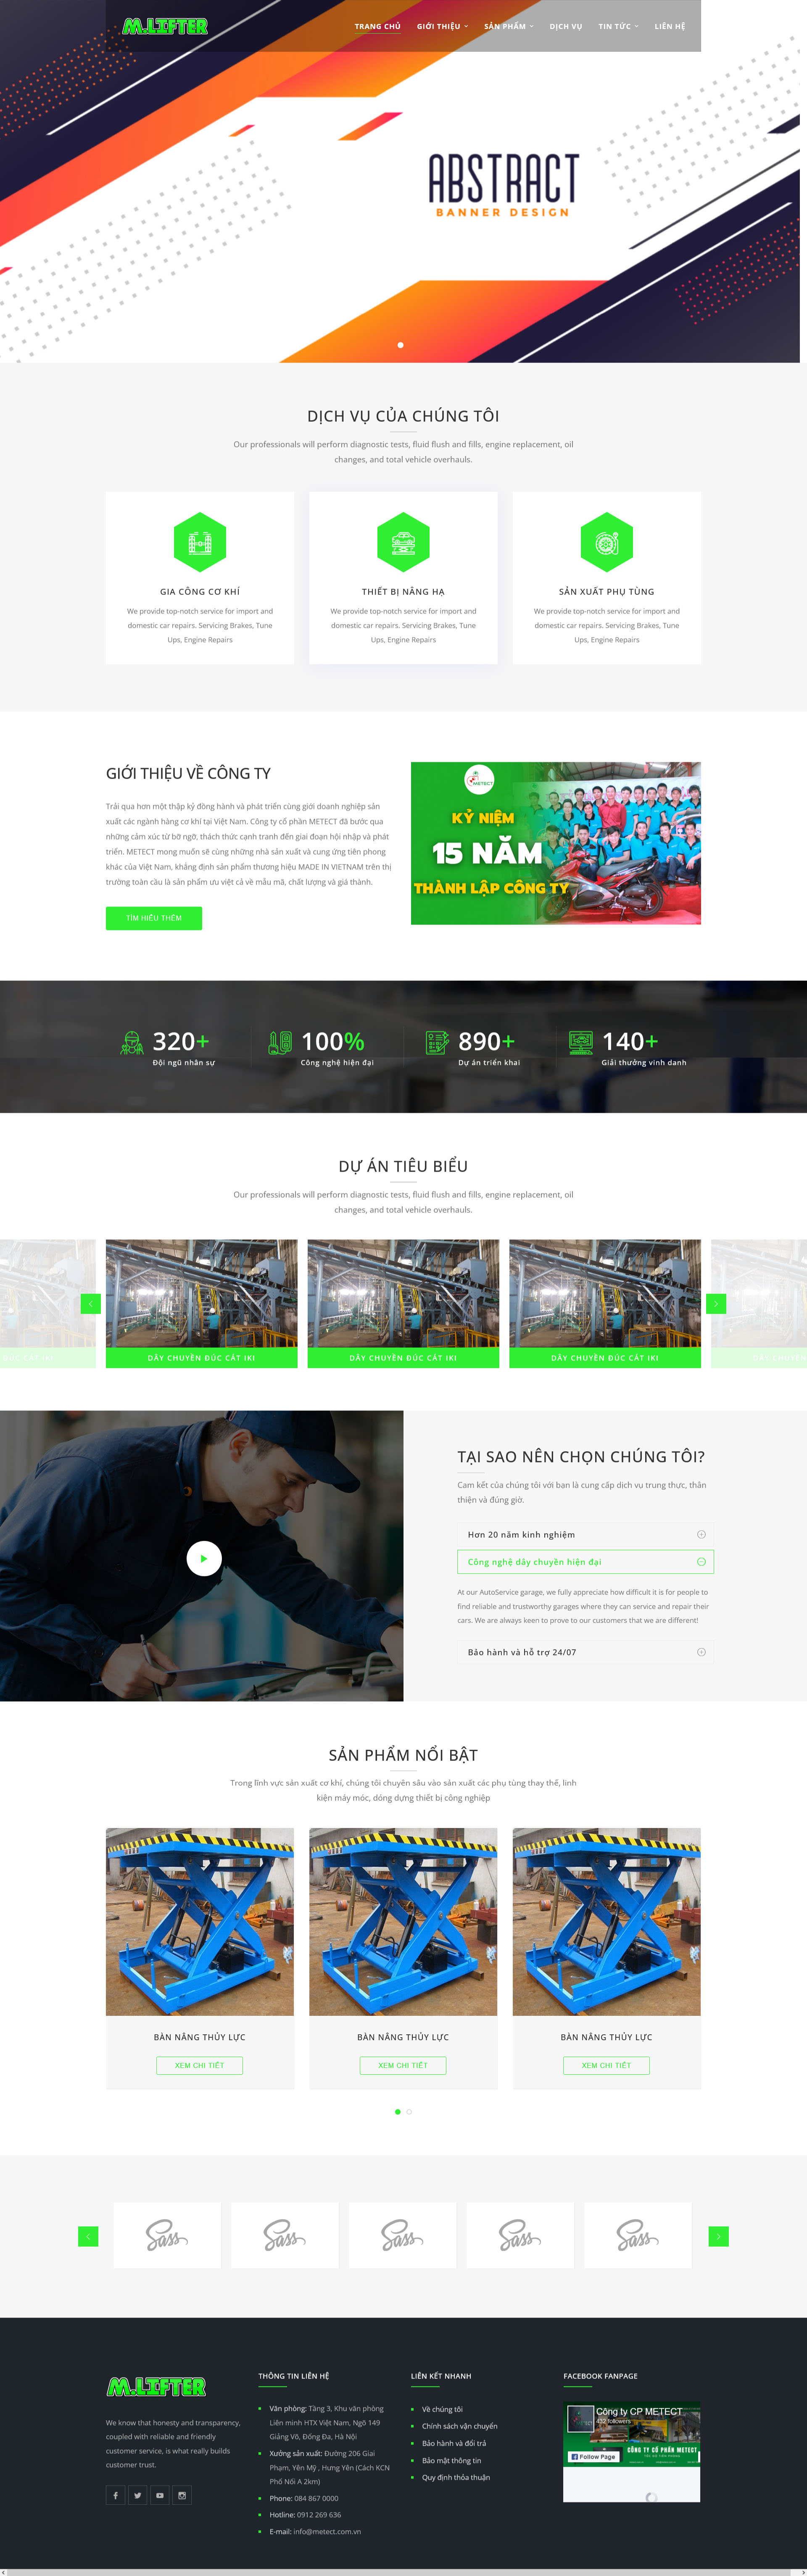 M.LIFTER
TRANG CHỦ
GIỚI THIỆU
SẢN PHẨM
DỊCH VỤ
TIN TỨC
LIÊN HỆ
ABSTRACT
BANNER DESIGN
DỊCH VỤ CỦA CHÚNG TÔI
Our professionals will perform diagnostic tests, fluid flush and fills, engine replacement, oil
changes, and total vehicle overhauls.
GIA CÔNG CƠ KHÍ
We provide top-notch service for import and
domestic car repairs. Servicing Brakes, Tune
Ups, Engine Repairs
THIẾT BỊ NÂNG HẠ
We provide top-notch service for import and
domestic car repairs. Servicing Brakes, Tune
Ups, Engine Repairs
SẢN XUẤT PHỤ TÙNG
We provide top-notch service for import and
domestic car repairs. Servicing Brakes, Tune
Ups, Engine Repairs
GIỚI THIỆU VỀ CÔNG TY
Trải qua hơn một thập kỷ đồng hành và phát triển cùng giới doanh nghiệp sản
xuất các ngành hàng cơ khí tại Việt Nam. Công ty cổ phần METECT đã bước qua
những cảm xúc từ bỡ ngỡ, thách thức cạnh tranh đến giai đoạn hội nhập và phát
triển. METECT mong muốn sẽ cùng những nhà sản xuất và cung ứng tiên phong
khác của Việt Nam, khẳng định sản phẩm thương hiệu MADE IN VIETNAM trên thị
trường toàn cầu là sản phẩm ưu việt cả về mẫu mã, chất lượng và giá thành.
TÌM HIỂU THÊM
METECT
KỶ NIỆM
15 NĂM
THÀNH LẬP CÔNG TY
320+
Đội ngũ nhân sự
100%
Công nghệ hiện đại
890+
Dự án triển khai
140+
Giải thưởng vinh danh
DỰ ÁN TIÊU BIỂU
Our professionals will perform diagnostic tests, fluid flush and fills, engine replacement, oil
changes, and total vehicle overhauls.
DÂY CHUYỀN ĐÚC CÁT IKI
DÂY CHUYỀN ĐÚC CÁT IKI
DÂY CHUYỀN ĐÚC CÁT IKI
TẠI SAO NÊN CHỌN CHÚNG TÔI?
Cam kết của chúng tôi với bạn là cung cấp dịch vụ trung thực, thân
thiện và đúng giờ.
Hơn 20 năm kinh nghiệm
Công nghệ dây chuyền hiện đại
At our AutoService garage, we fully appreciate how difficult it is for people to
find reliable and trustworthy garages where they can service and repair their
cars. We are always keen to prove to our customers that we are different!
Bảo hành và hỗ trợ 24/07
SẢN PHẨM NỔI BẬT
Trong lĩnh vực sản xuất cơ khí, chúng tôi chuyên sâu vào sản xuất các phụ tùng thay thế, linh
kiện máy móc, đóng dựng thiết bị công nghiệp
BÀN NÂNG THỦY LỰC
XEM CHI TIẾT
BÀN NÂNG THỦY LỰC
XEM CHI TIẾT
BÀN NÂNG THỦY LỰC
XEM CHI TIẾT
Sass
Sass
Sass
Sass
Sass
M.LIFTER
We know that honesty and transparency,
coupled with reliable and friendly
customer service, is what really builds
customer trust.
THÔNG TIN LIÊN HỆ
Văn phòng: Tầng 3, Khu văn phòng
Liên minh HTX Việt Nam, Ngõ 149
Giảng Võ, Đống Đa, Hà Nội
Xưởng sản xuất: Đường 206 Giai
Phạm, Yên Mỹ , Hưng Yên (Cách KCN
Phố Nối A 2km)
Phone: 084 867 0000
Hotline: 0912 269 636
E-mail: info@metect.com.vn
LIÊN KẾT NHANH
Về chúng tôi
Chính sách vận chuyển
Bảo hành và đổi trả
Bảo mật thông tin
Quy định thỏa thuận
FACEBOOK FANPAGE
Công ty CP METECT
432 followers
CÔNG TY CỔ PHẦN METECT
Follow Page